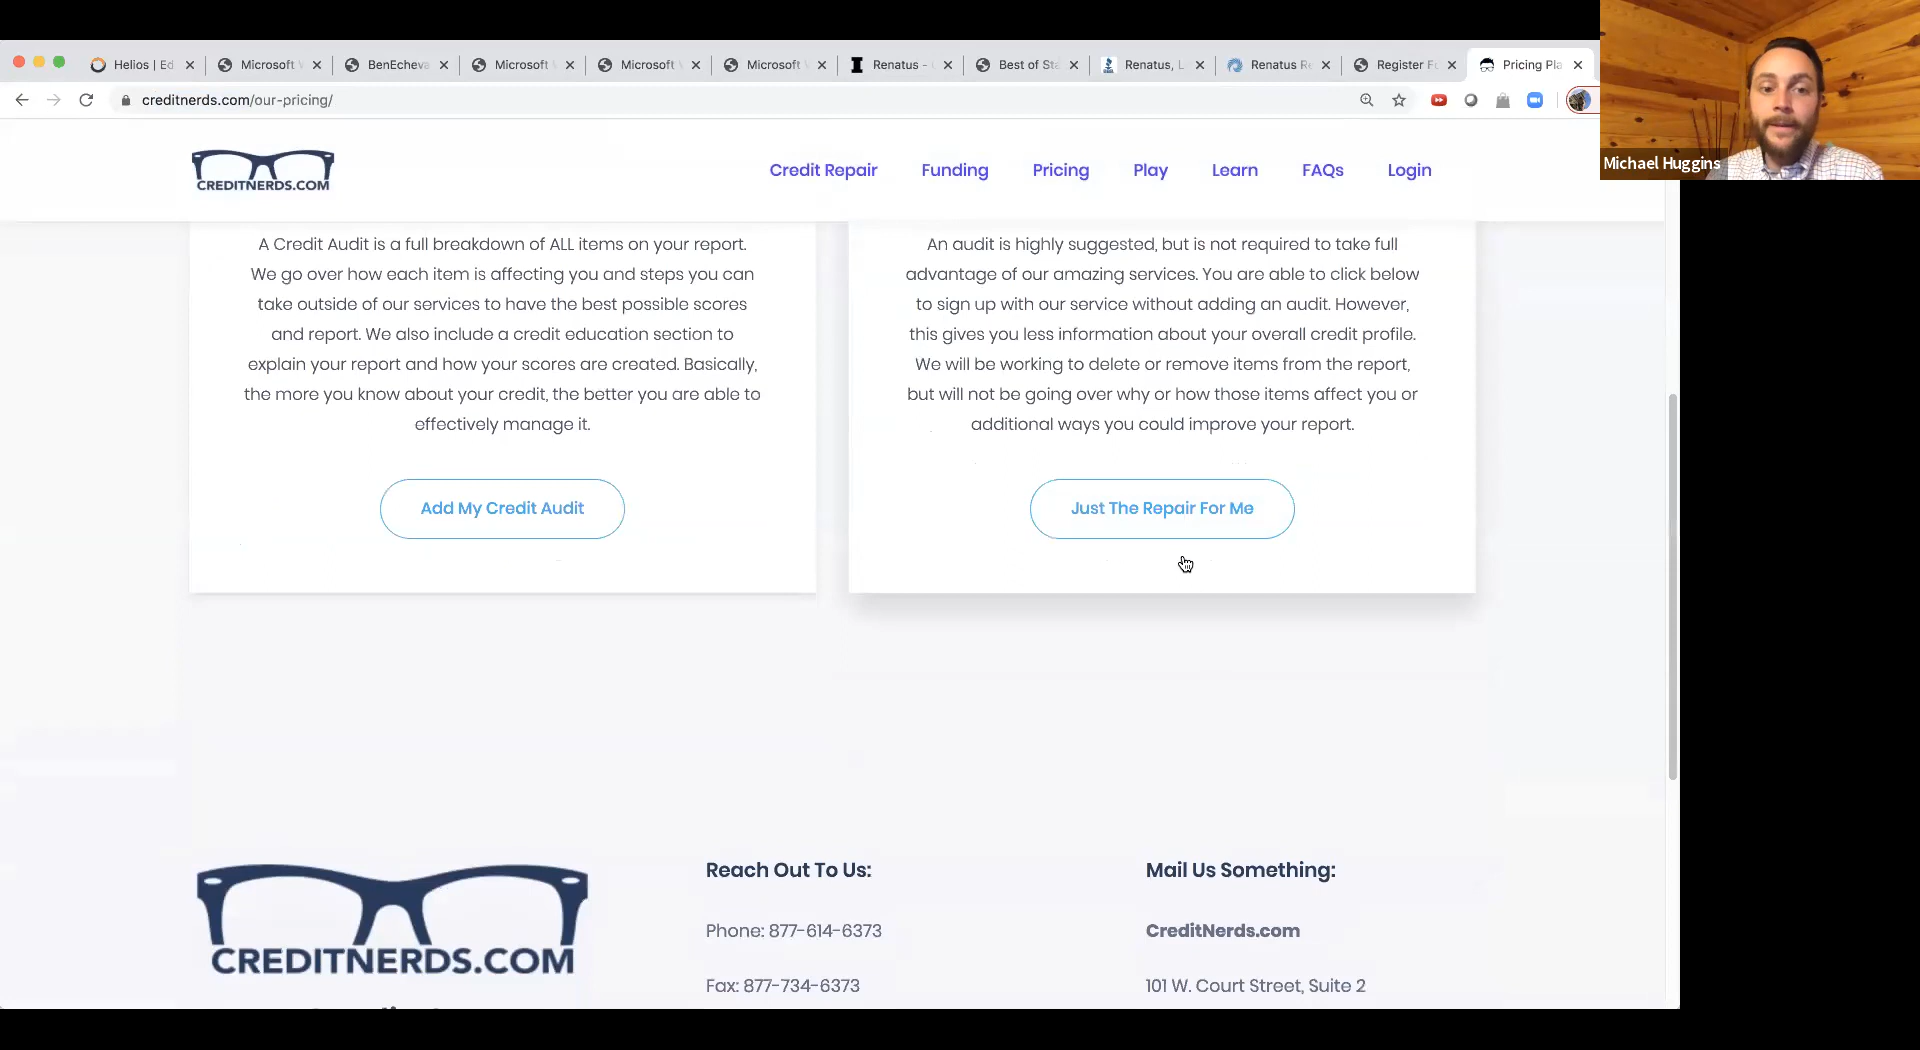 Helios | Ed
Microsoft
BenEcheva
Microsoft
Microsoft
Microsoft
Renatus -
Best of Sta
Renatus, L
Renatus Re
Register F
Pricing Pla
creditnerds.com/our-pricing/
Michael Huggins
CREDITNERDS.COM
Credit Repair
Funding
Pricing
Play
Learn
FAQs
Login
A Credit Audit is a full breakdown of ALL items on your report.
We go over how each item is affecting you and steps you can
take outside of our services to have the best possible scores
and report. We also include a credit education section to
explain your report and how your scores are created. Basically,
the more you know about your credit, the better you are able to
effectively manage it.
Add My Credit Audit
An audit is highly suggested, but is not required to take full
advantage of our amazing services. You are able to click below
to sign up with our service without adding an audit. However,
this gives you less information about your overall credit profile.
We will be working to delete or remove items from the report,
but will not be going over why or how those items affect you or
additional ways you could improve your report.
Just The Repair For Me
CREDITNERDS.COM
Reach Out To Us:
Phone: 877-614-6373
Fax: 877-734-6373
Mail Us Something:
CreditNerds.com
101 W. Court Street, Suite 2